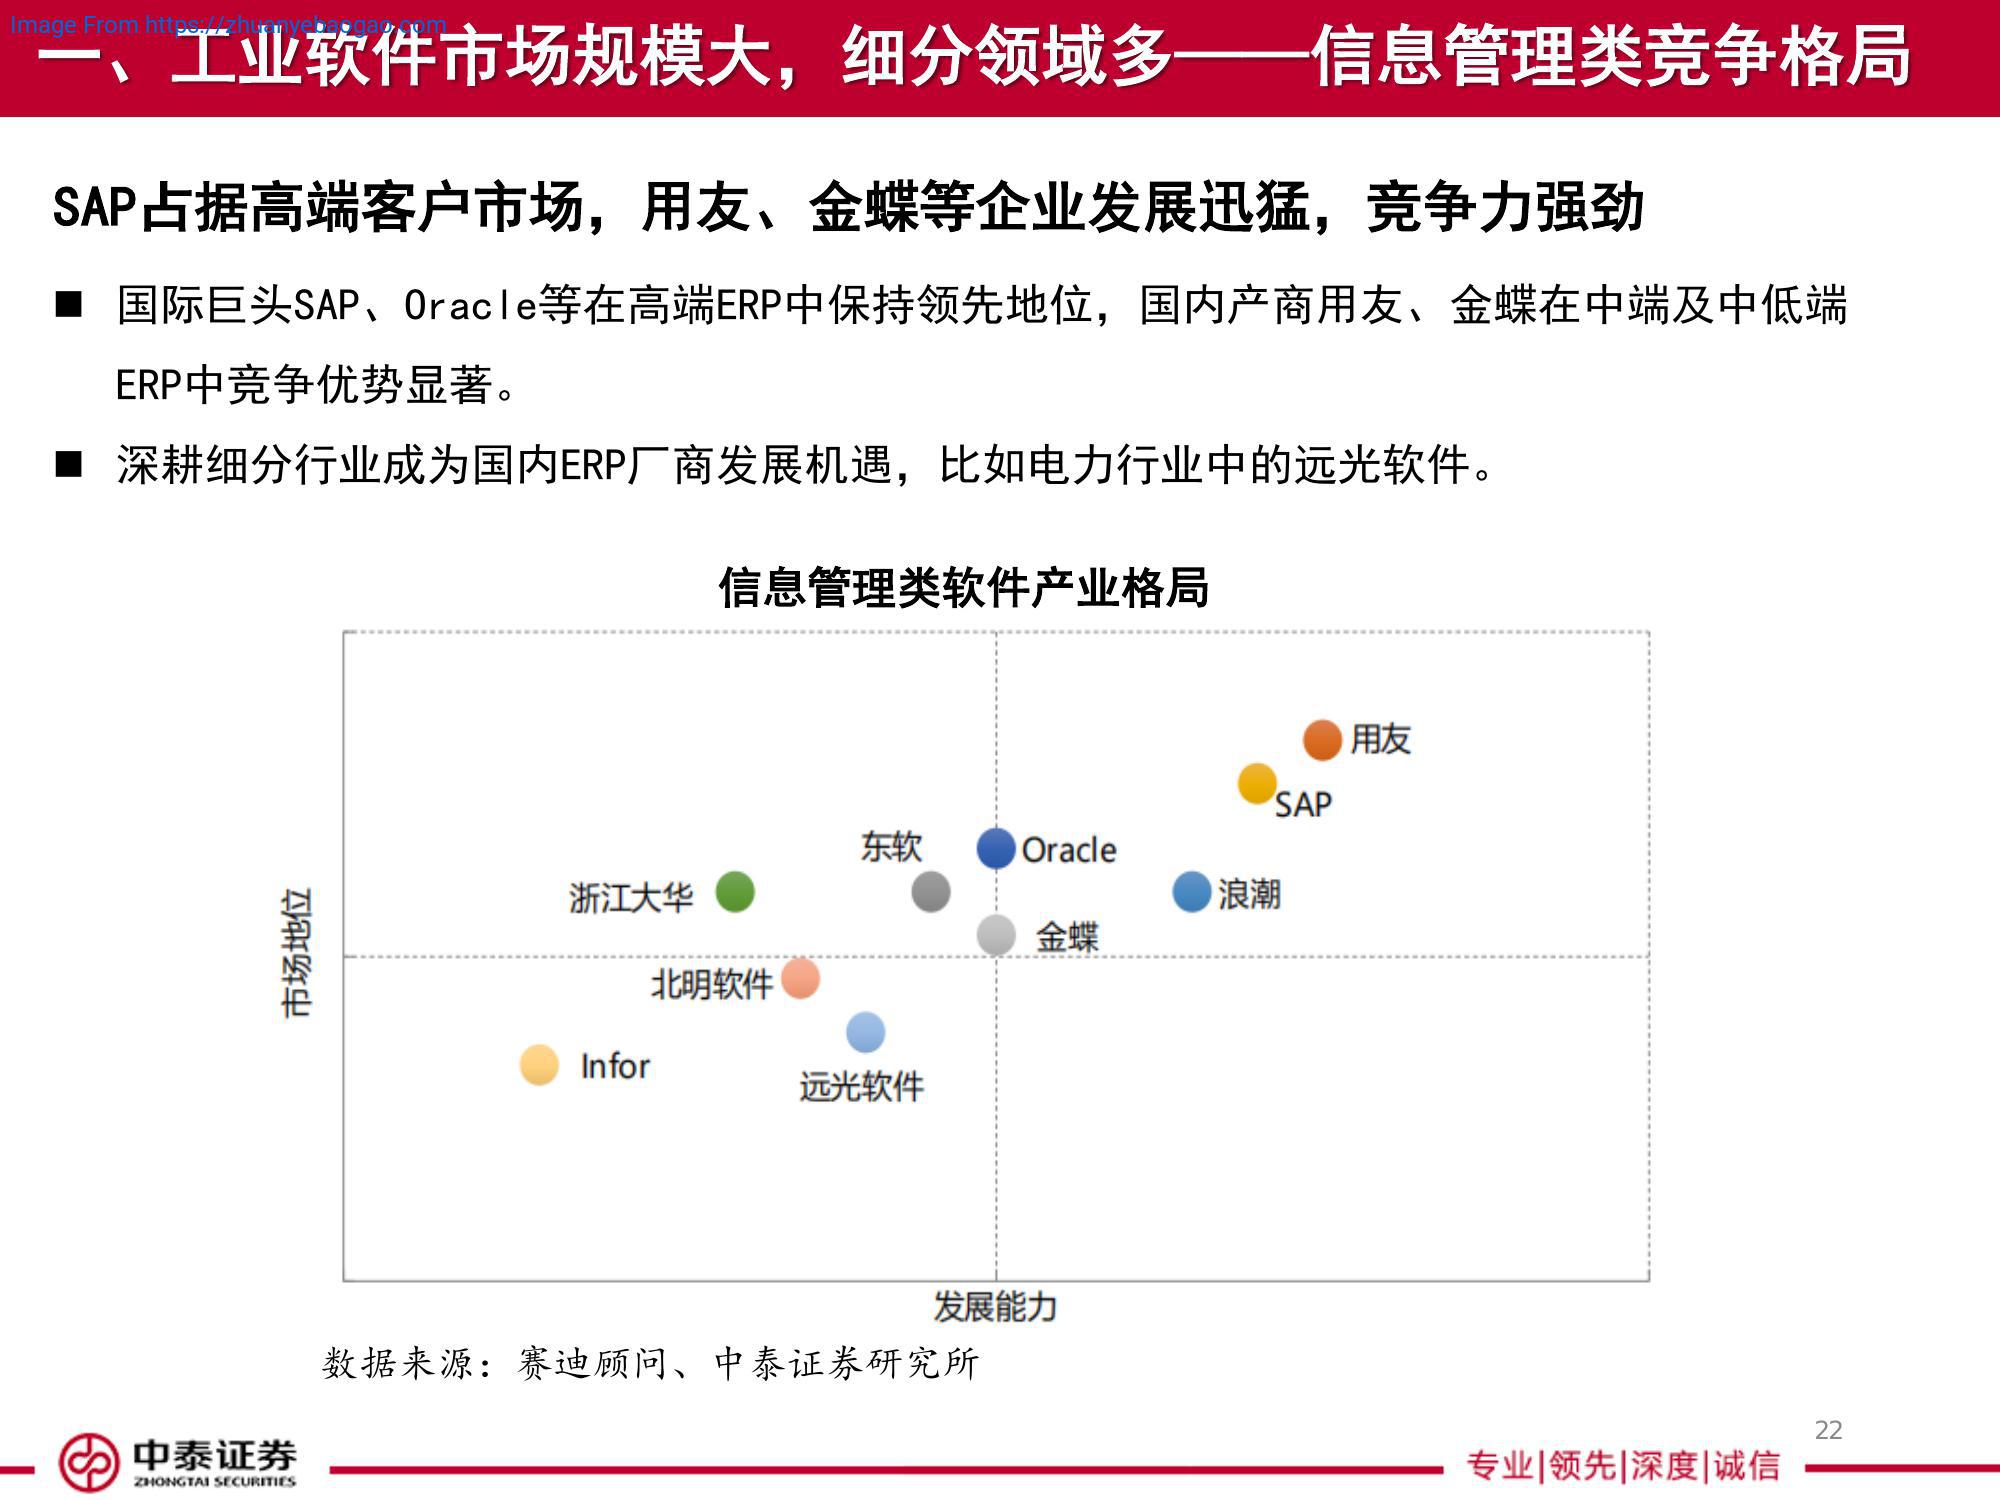 Image From https://zhuanyebaogao.com
一、工业软件市场规模大，细分领域多——信息管理类竞争格局
SAP占据高端客户市场，用友、金蝶等企业发展迅猛，竞争力强劲
■ 国际巨头SAP、Oracle等在高端ERP中保持领先地位，国内产商用友、金蝶在中端及中低端
ERP中竞争优势显著。
■ 深耕细分行业成为国内ERP厂商发展机遇，比如电力行业中的远光软件。
信息管理类软件产业格局
用友
SAP
东软
Oracle
浙江大华
浪潮
金蝶
北明软件
Infor
远光软件
市场地位
发展能力
数据来源：赛迪顾问、中泰证券研究所
22
中泰证券
ZHONGTAI SECURITIES
专业|领先|深度|诚信